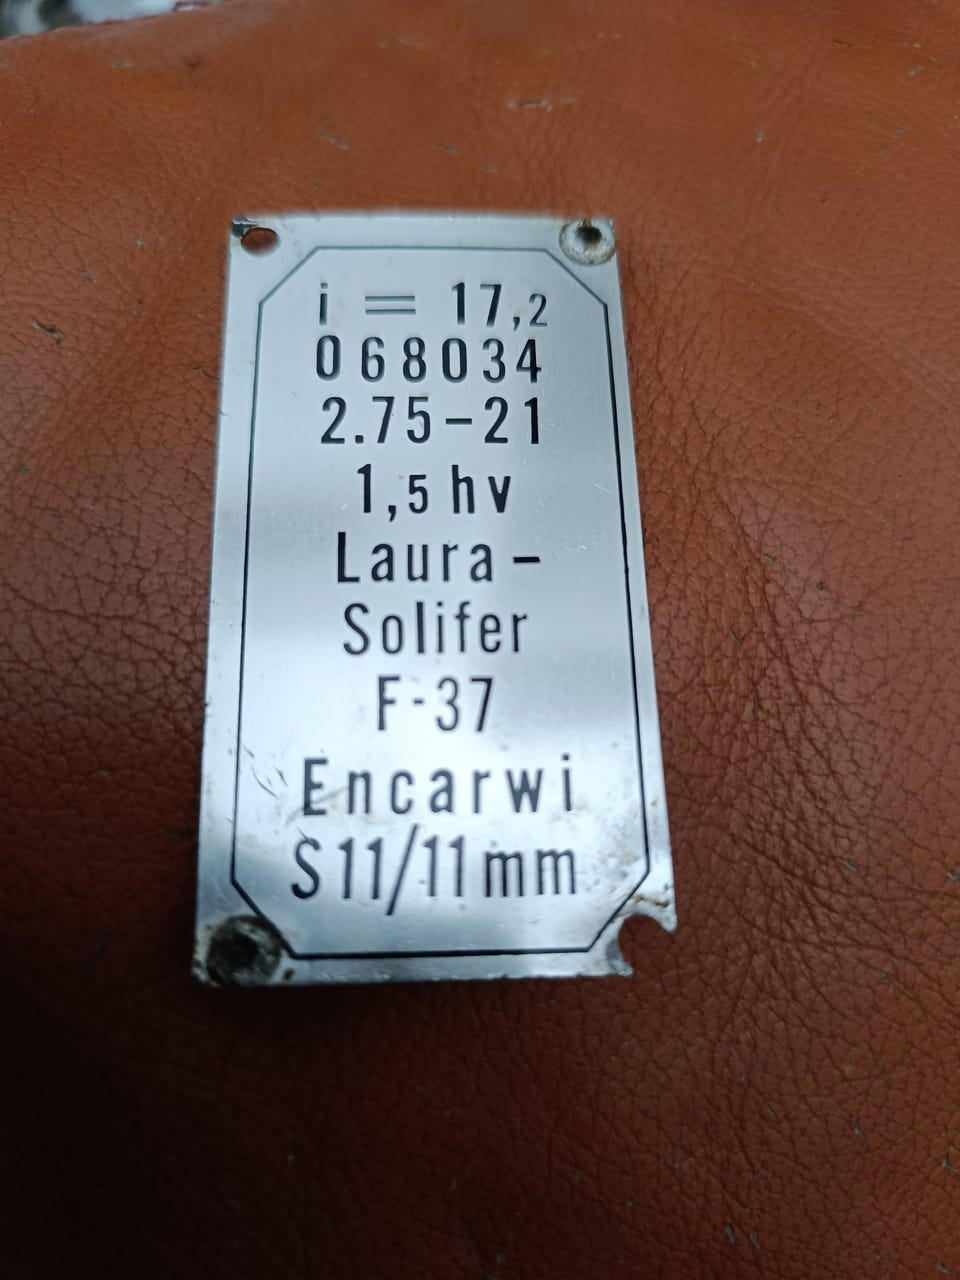 i = 17,2
068034
2.75-21
1,5 hv
Laura-
Solifer
F-37
Encarwi
S11/11mm